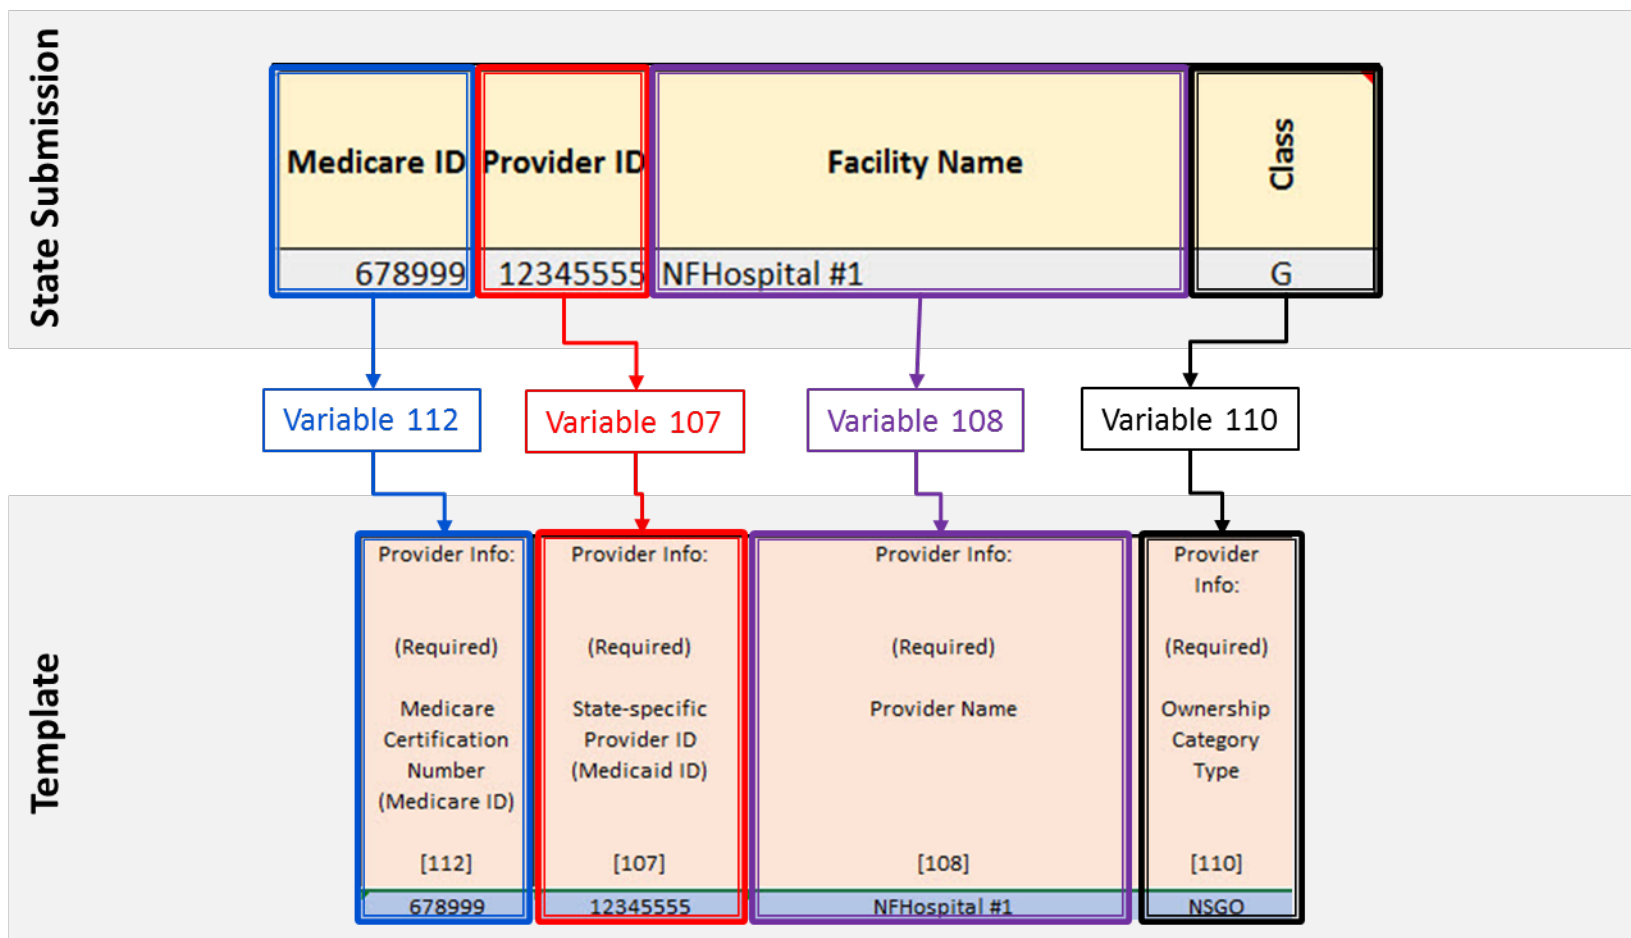 State Submission
Medicare ID
Provider ID
Facility Name
Class
678999
12345555
NFHospital #1
G
Variable 112
Variable 107
Variable 108
Variable 110
Template
Provider Info:
(Required)
Medicare
Certification
Number
(Medicare ID)
[112]
678999
Provider Info:
(Required)
State-specific
Provider ID
(Medicaid ID)
[107]
12345555
Provider Info:
(Required)
Provider Name
[108]
NFHospital #1
Provider
Info:
(Required)
Ownership
Category
Type
[110]
NSGO